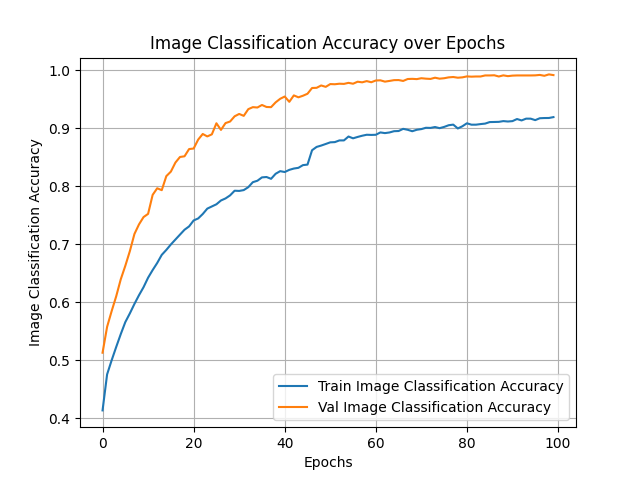 Image Classification Accuracy over Epochs
Image Classification Accuracy
1.0
0.9
0.8
0.7
0.6
0.5
0.4
0
20
40
60
80
100
Epochs
Train Image Classification Accuracy
Val Image Classification Accuracy